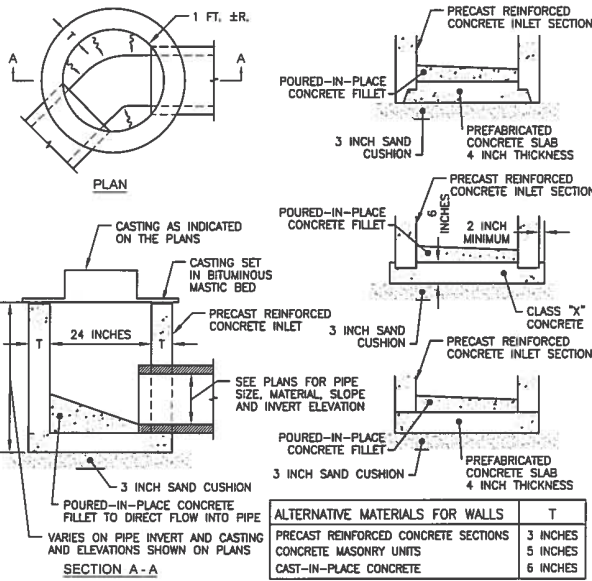 1 FT. ±R.
T
A
A
PLAN
PRECAST REINFORCED
CONCRETE INLET SECTION
POURED-IN-PLACE
CONCRETE FILLET
3 INCH SAND
CUSHION
PREFABRICATED
CONCRETE SLAB
4 INCH THICKNESS
PRECAST REINFORCED
CONCRETE INLET SECTION
POURED-IN-PLACE
CONCRETE FILLET
6
INCHES
2 INCH
MINIMUM
3 INCH SAND
CUSHION
CLASS "X"
CONCRETE
PRECAST REINFORCED
CONCRETE INLET SECTION
POURED-IN-PLACE
CONCRETE FILLET
3 INCH SAND CUSHION
PREFABRICATED
CONCRETE SLAB
4 INCH THICKNESS
CASTING AS INDICATED
ON THE PLANS
CASTING SET
IN BITUMINOUS
MASTIC BED
PRECAST REINFORCED
CONCRETE INLET
T
24 INCHES
T
SEE PLANS FOR PIPE
SIZE, MATERIAL, SLOPE
AND INVERT ELEVATION
3 INCH SAND CUSHION
POURED-IN-PLACE CONCRETE
FILLET TO DIRECT FLOW INTO PIPE
VARIES ON PIPE INVERT AND CASTING
AND ELEVATIONS SHOWN ON PLANS
SECTION A-A
ALTERNATIVE MATERIALS FOR WALLS T
PRECAST REINFORCED CONCRETE SECTIONS 3 INCHES
CONCRETE MASONRY UNITS 5 INCHES
CAST-IN-PLACE CONCRETE 6 INCHES